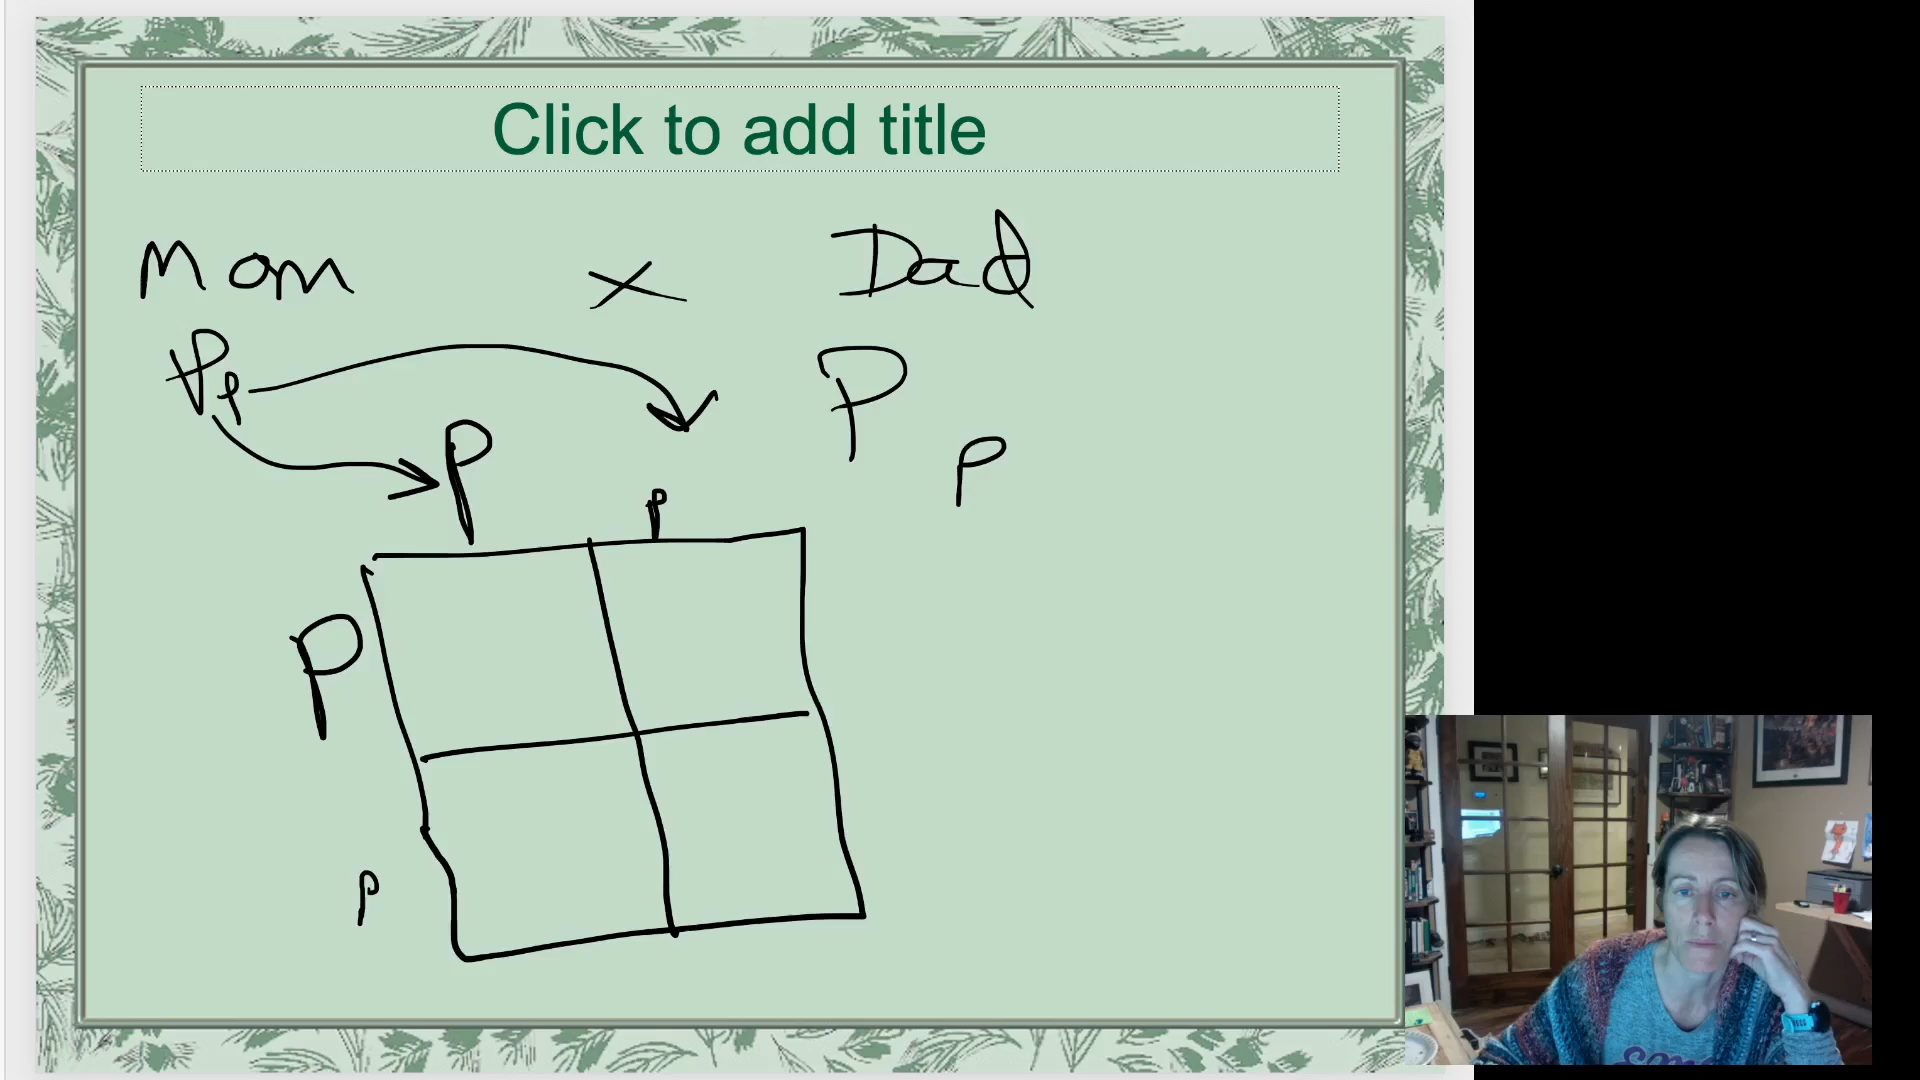 Click to add title
Mom x Dad
Pp P p
P p
P
p